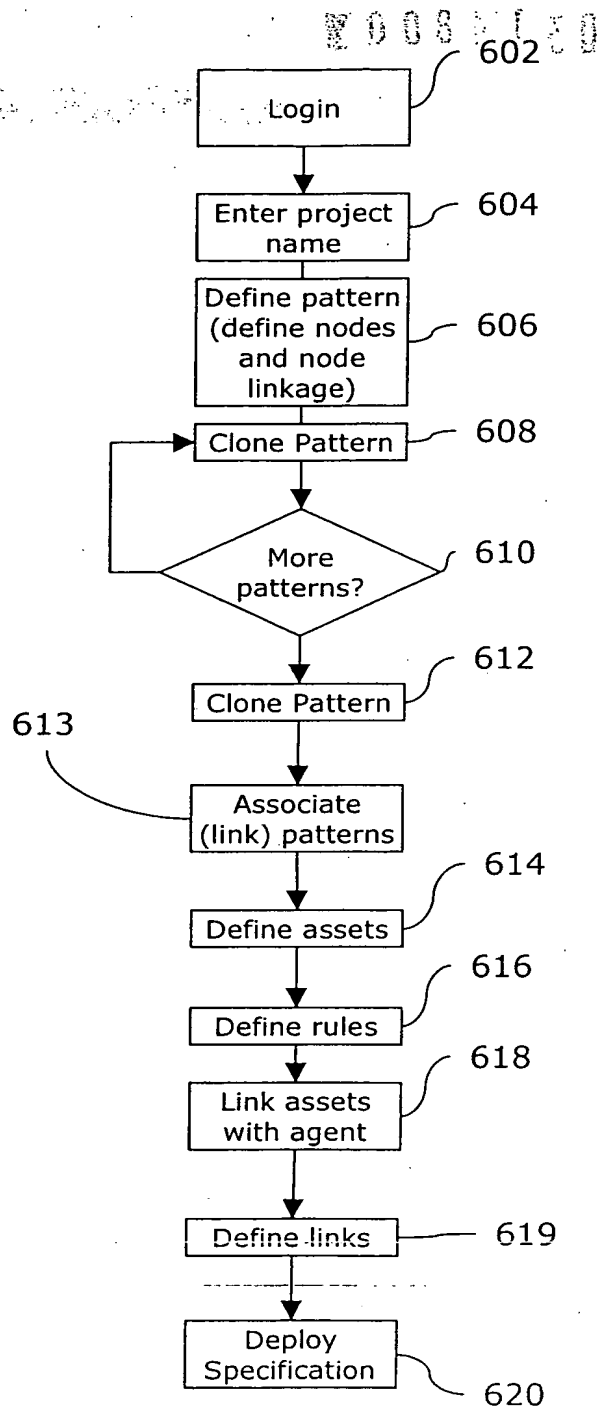 602
Login
604
Enter project
name
606
Define pattern
(define nodes
and node
linkage)
608
Clone Pattern
610
More
patterns?
612
Clone Pattern
613
Associate
(link) patterns
614
Define assets
616
Define rules
618
Link assets
with agent
619
Define links
Deploy
Specification
620